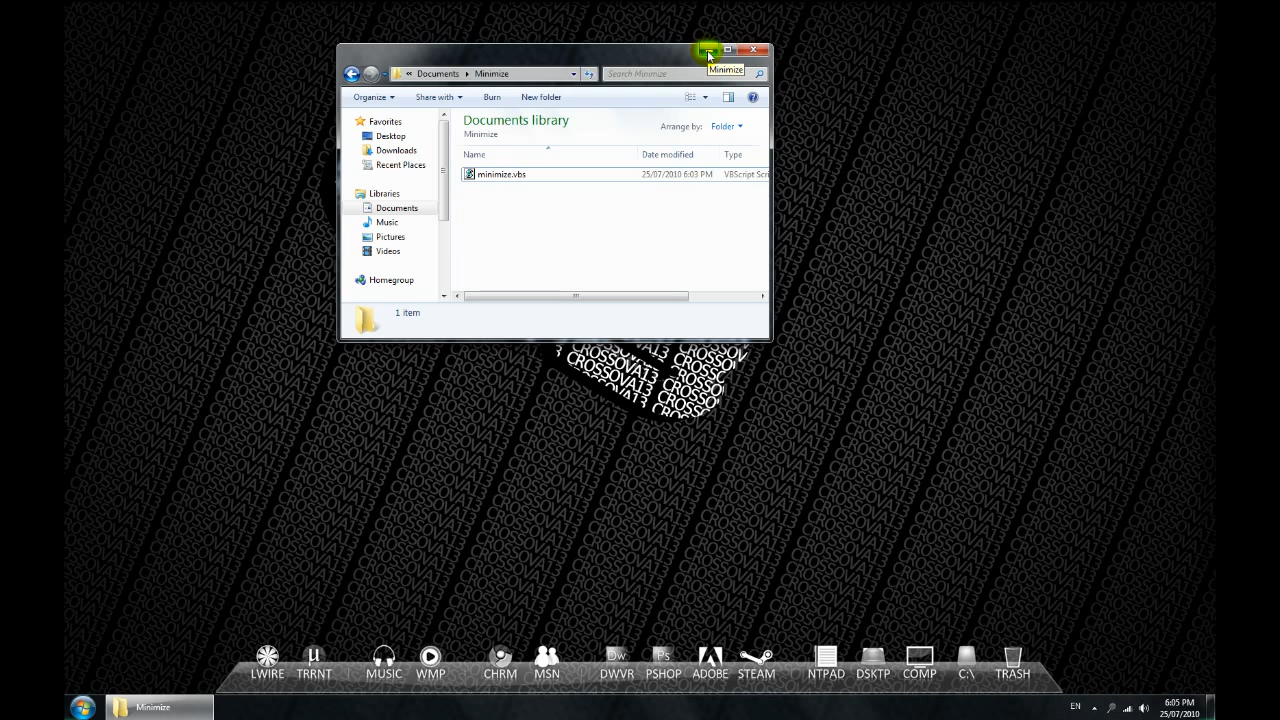 Minimize
« Documents ▸ Minimize
Search Minimize
Organize
Share with
Burn
New folder
Favorites
Desktop
Downloads
Recent Places
Libraries
Documents
Music
Pictures
Videos
Homegroup
Documents library
Minimize
Arrange by: Folder
Name
Date modified
Type
minimize.vbs
25/07/2010 6:03 PM
VBScript Scri
1 item
CROSSOVA13
LWIRE
TRRNT
MUSIC
WMP
CHRM
MSN
Dw
DWVR
Ps
PSHOP
ADOBE
STEAM
NTPAD
DSKTP
COMP
C:\
TRASH
Minimize
EN
6:05 PM
25/07/2010